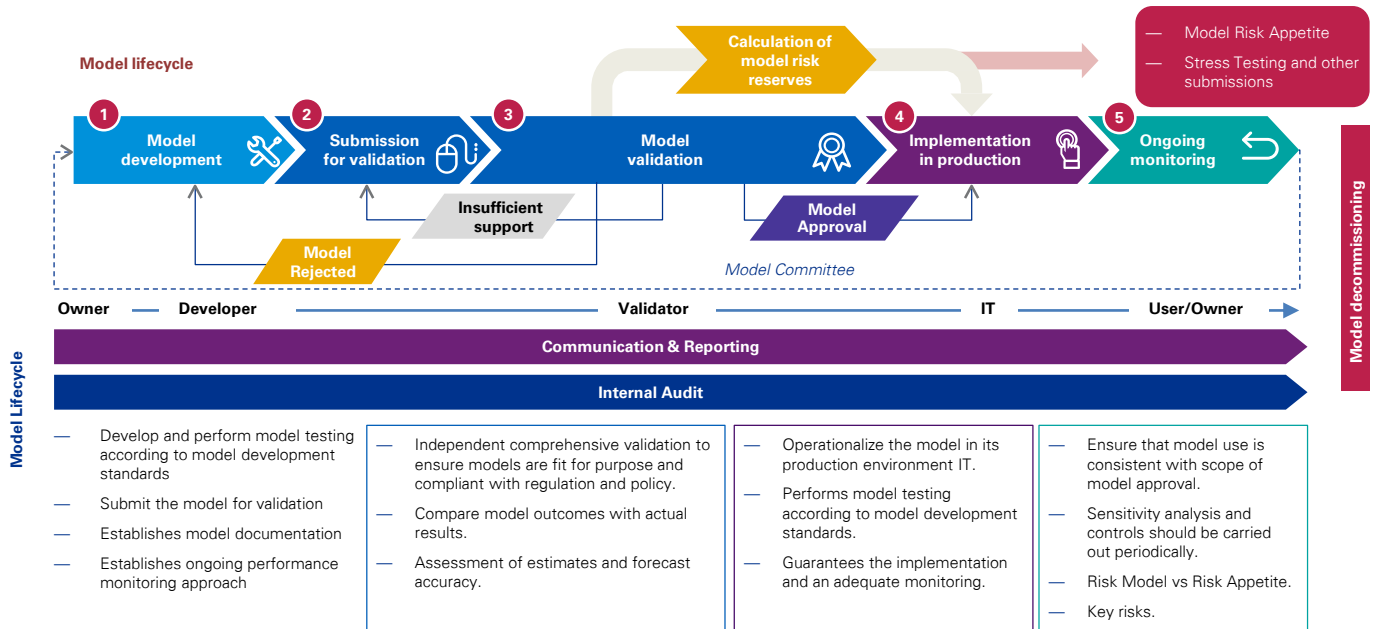 Model lifecycle
Calculation of
model risk
reserves
— Model Risk Appetite
— Stress Testing and other
submissions
1
Model
development
2
Submission
for validation
3
Model
validation
4
Implementation
in production
5
Ongoing
monitoring
Insufficient
support
Model
Approval
Model
Rejected
Model Committee
Model decommissioning
Owner — Developer
Validator
IT
User/Owner
Communication & Reporting
Internal Audit
Model Lifecycle
— Develop and perform model testing
according to model development
standards
— Submit the model for validation
— Establishes model documentation
— Establishes ongoing performance
monitoring approach
— Independent comprehensive validation to
ensure models are fit for purpose and
compliant with regulation and policy.
— Compare model outcomes with actual
results.
— Assessment of estimates and forecast
accuracy.
— Operationalize the model in its
production environment IT.
— Performs model testing
according to model development
standards.
— Guarantees the implementation
and an adequate monitoring.
— Ensure that model use is
consistent with scope of
model approval.
— Sensitivity analysis and
controls should be carried
out periodically.
— Risk Model vs Risk Appetite.
— Key risks.